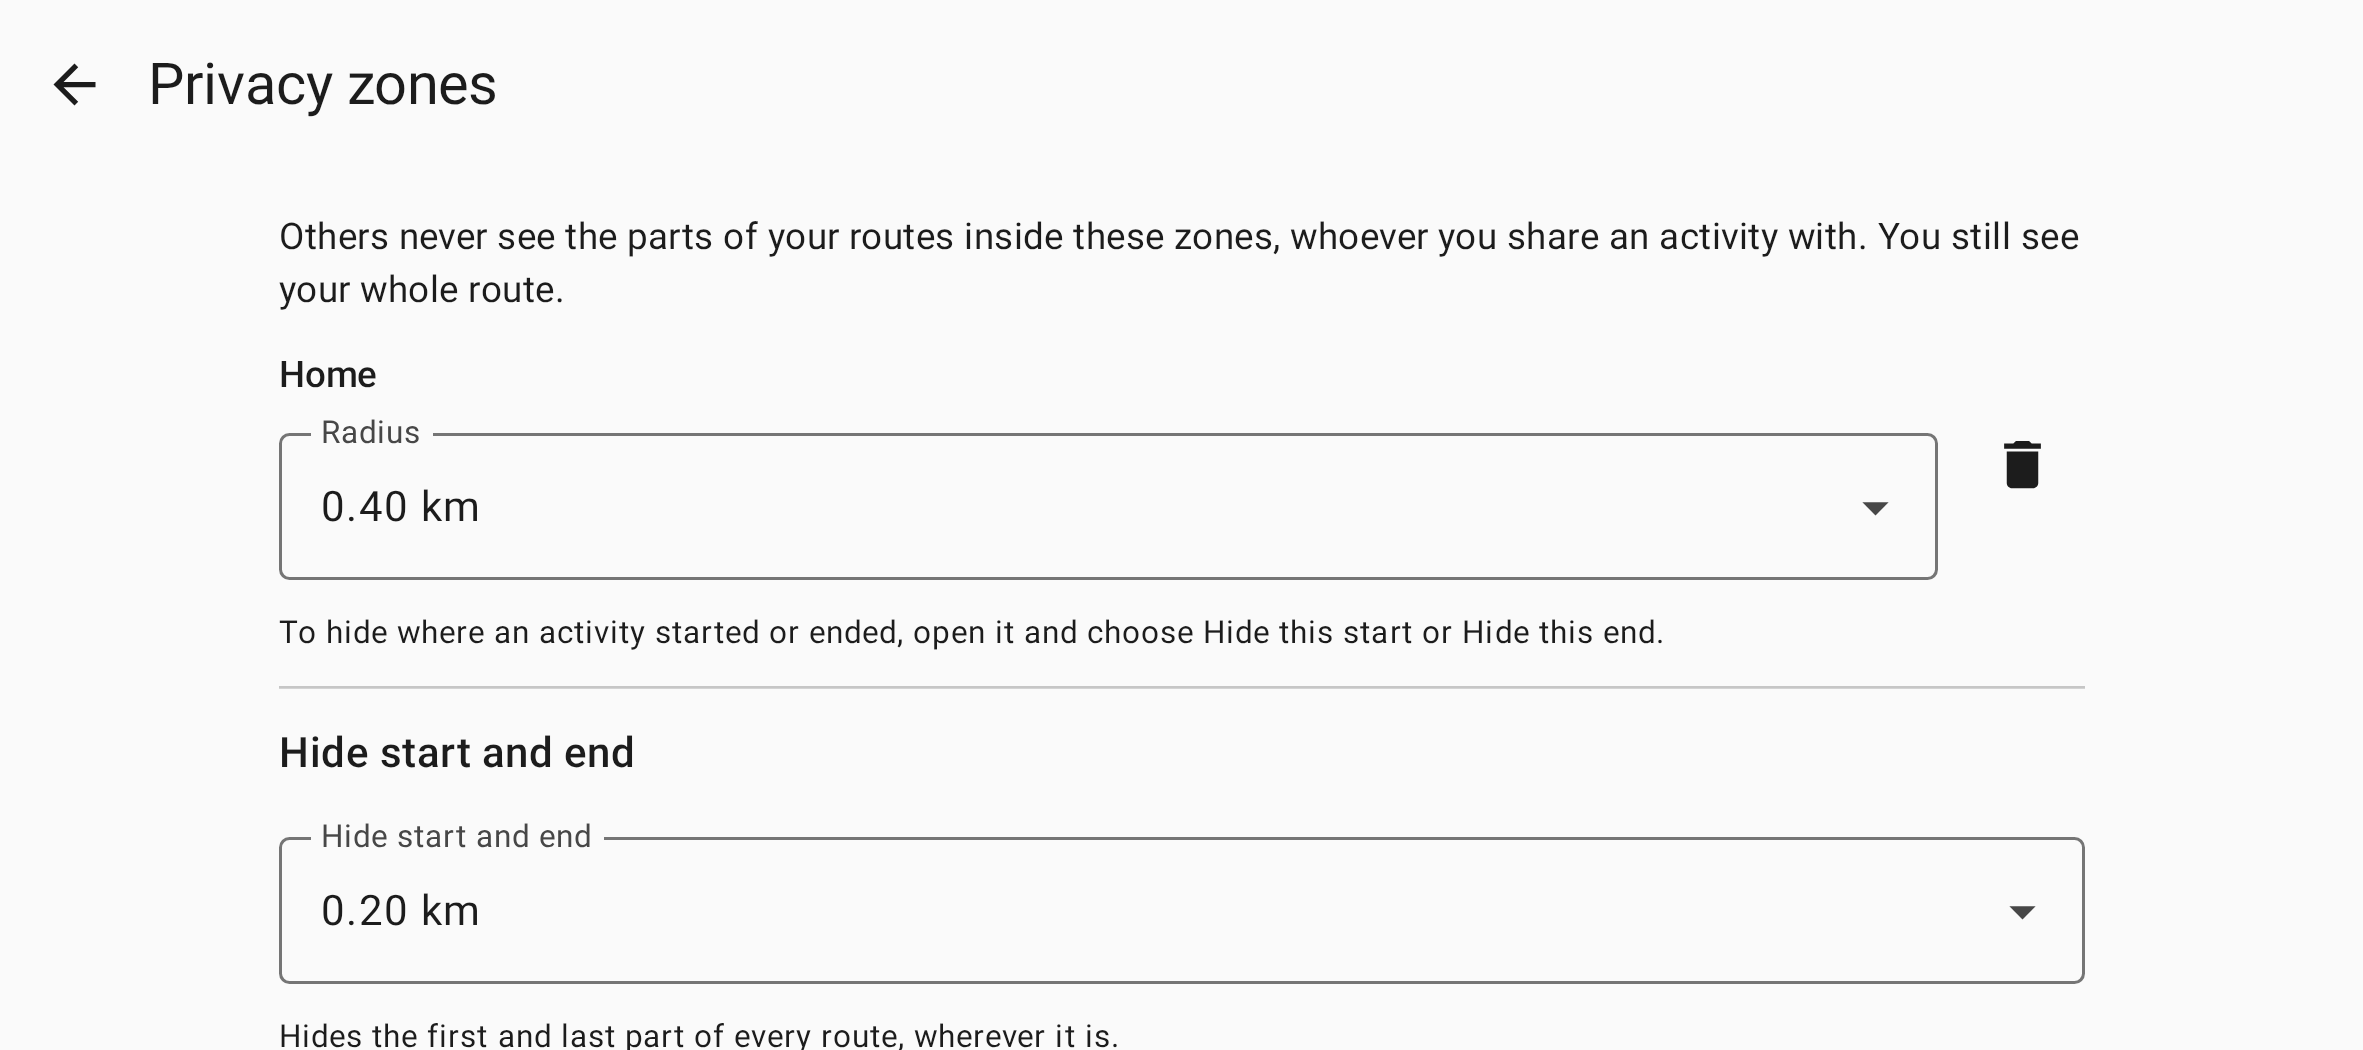 Privacy zones
Others never see the parts of your routes inside these zones, whoever you share an activity with. You still see
your whole route.
Home
Radius
0.40 km
To hide where an activity started or ended, open it and choose Hide this start or Hide this end.
Hide start and end
Hide start and end
0.20 km
Hides the first and last part of every route, wherever it is.